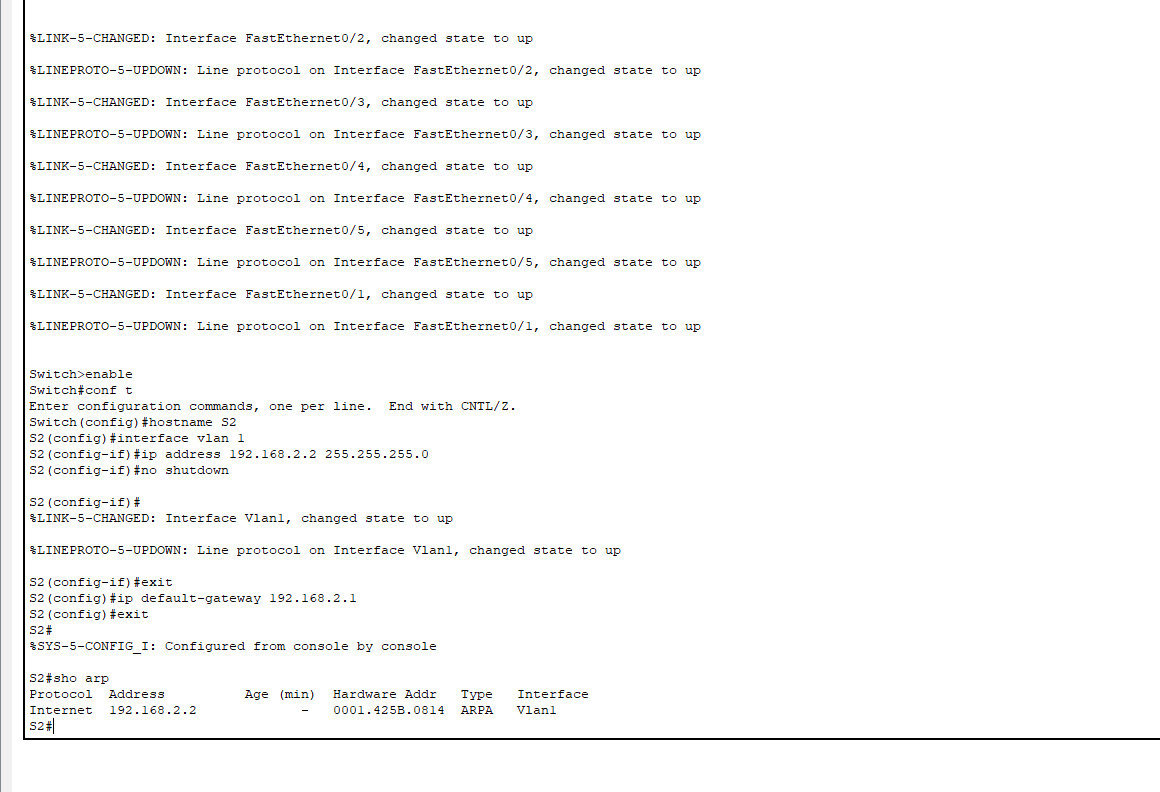 %LINK-5-CHANGED: Interface FastEthernet0/2, changed state to up
%LINEPROTO-5-UPDOWN: Line protocol on Interface FastEthernet0/2, changed state to up
%LINK-5-CHANGED: Interface FastEthernet0/3, changed state to up
%LINEPROTO-5-UPDOWN: Line protocol on Interface FastEthernet0/3, changed state to up
%LINK-5-CHANGED: Interface FastEthernet0/4, changed state to up
%LINEPROTO-5-UPDOWN: Line protocol on Interface FastEthernet0/4, changed state to up
%LINK-5-CHANGED: Interface FastEthernet0/5, changed state to up
%LINEPROTO-5-UPDOWN: Line protocol on Interface FastEthernet0/5, changed state to up
%LINK-5-CHANGED: Interface FastEthernet0/1, changed state to up
%LINEPROTO-5-UPDOWN: Line protocol on Interface FastEthernet0/1, changed state to up
Switch>enable
Switch#conf t
Enter configuration commands, one per line.  End with CNTL/Z.
Switch(config)#hostname S2
S2(config)#interface vlan 1
S2(config-if)#ip address 192.168.2.2 255.255.255.0
S2(config-if)#no shutdown
S2(config-if)#
%LINK-5-CHANGED: Interface Vlan1, changed state to up
%LINEPROTO-5-UPDOWN: Line protocol on Interface Vlan1, changed state to up
S2(config-if)#exit
S2(config)#ip default-gateway 192.168.2.1
S2(config)#exit
S2#
%SYS-5-CONFIG_I: Configured from console by console
S2#sho arp
Protocol  Address          Age (min)  Hardware Addr   Type   Interface
Internet  192.168.2.2             -   0001.425B.0814  ARPA   Vlan1
S2#